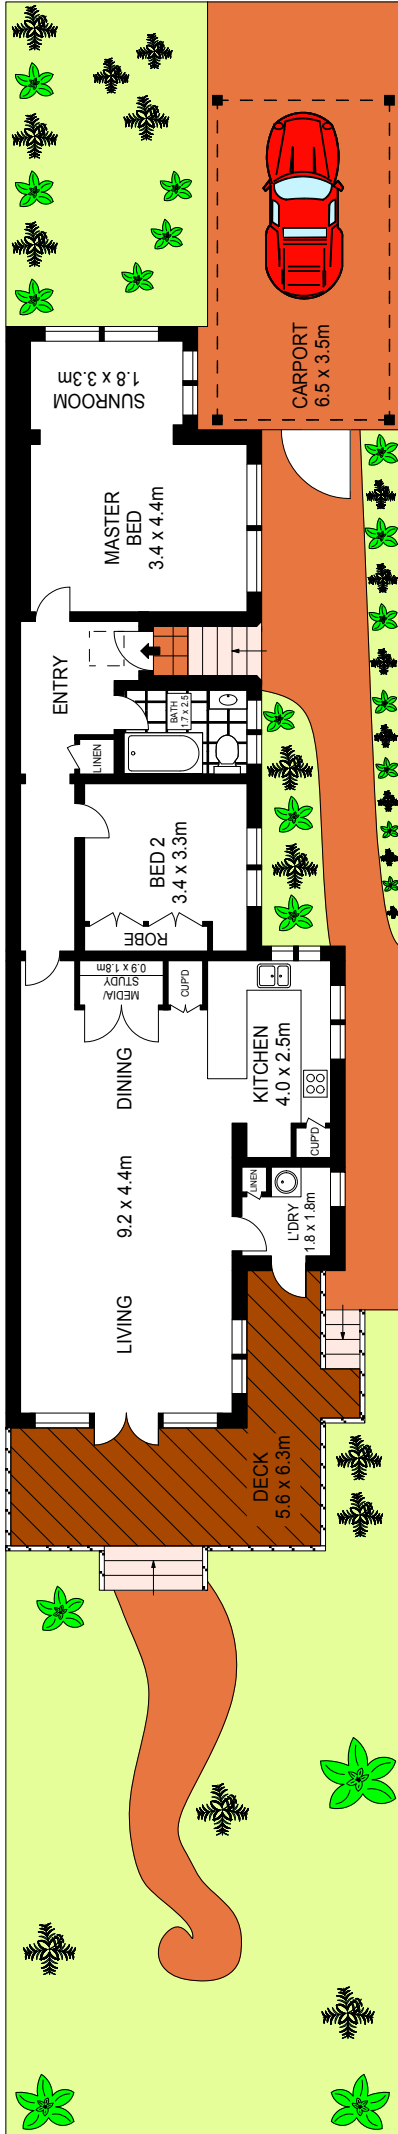 CARPORT
6.5 x 3.5m
SUNROOM
1.8 x 3.3m
MASTER
BED
3.4 x 4.4m
ENTRY
BATH
1.7 x 2.5
LINEN
BED 2
3.4 x 3.3m
ROBE
MEDIA/
STUDY
0.9 x 1.8m
CUP'D
DINING
KITCHEN
4.0 x 2.5m
CUP'D
9.2 x 4.4m
LINEN
L'DRY
1.8 x 1.8m
LIVING
DECK
5.6 x 6.3m